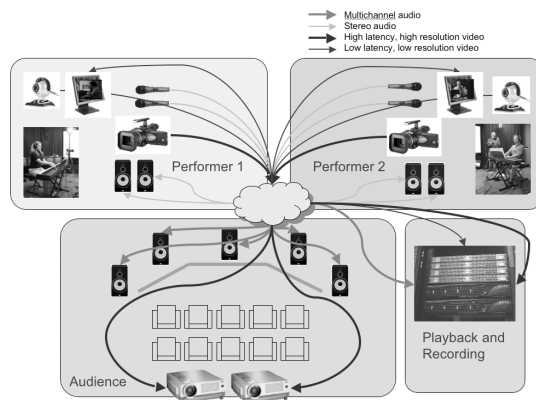 Multichannel audio
Stereo audio
High latency, high resolution video
Low latency, low resolution video
Performer 1
Performer 2
Audience
Playback and
Recording